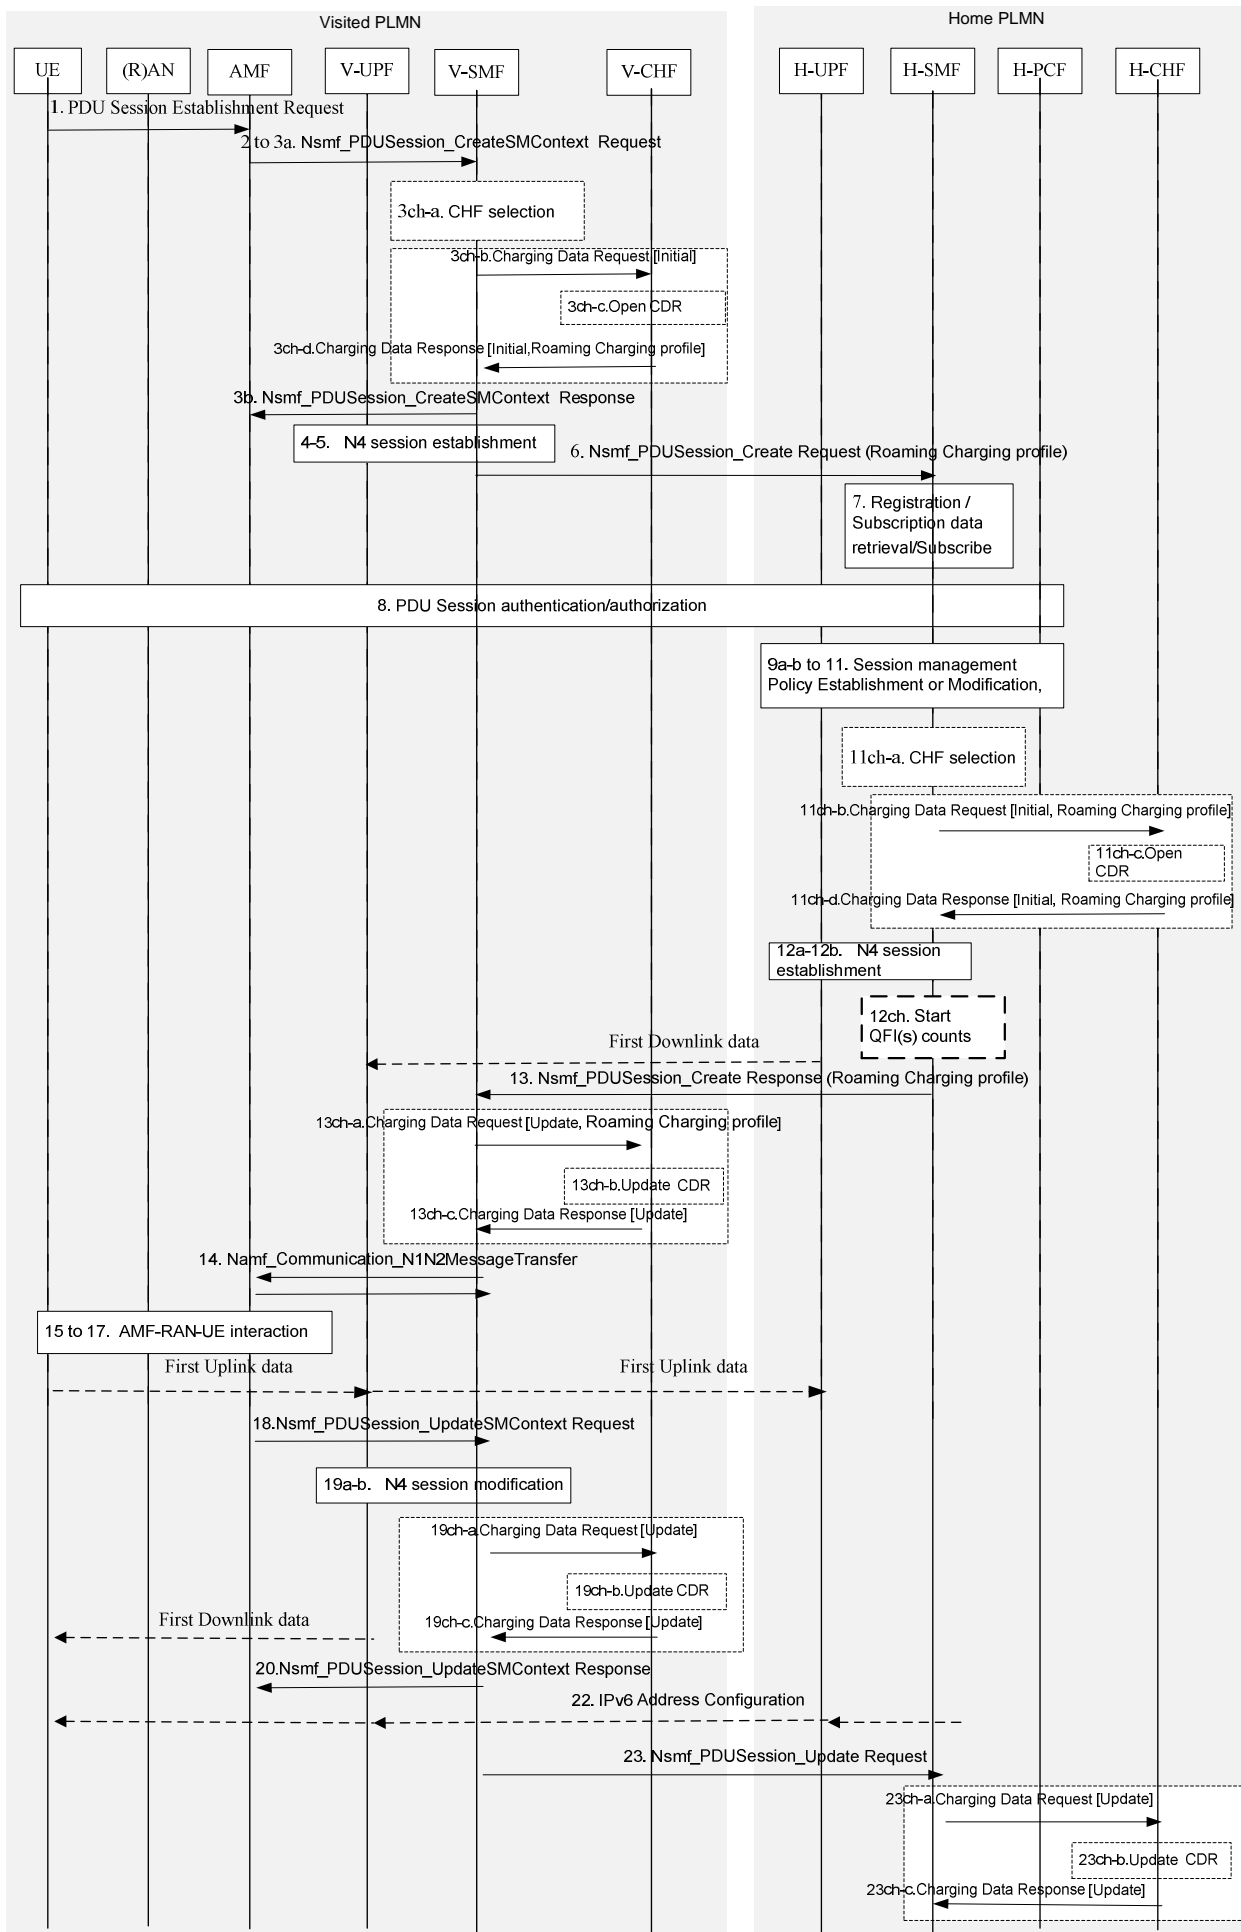 Visited PLMN
Home PLMN
UE
(R)AN
AMF
V-UPF
V-SMF
V-CHF
H-UPF
H-SMF
H-PCF
H-CHF
1. PDU Session Establishment Request
2 to 3a. Nsmf_PDUSession_CreateSMContext Request
3ch-a. CHF selection
3ch-b.Charging Data Request [Initial]
3ch-c.Open CDR
3ch-d.Charging Data Response [Initial,Roaming Charging profile]
3b. Nsmf_PDUSession_CreateSMContext Response
4-5. N4 session establishment
6. Nsmf_PDUSession_Create Request (Roaming Charging profile)
7. Registration /
Subscription data
retrieval/Subscribe
8. PDU Session authentication/authorization
9a-b to 11. Session management
Policy Establishment or Modification,
11ch-a. CHF selection
11ch-b.Charging Data Request [Initial, Roaming Charging profile]
11ch-c.Open
CDR
11ch-d.Charging Data Response [Initial, Roaming Charging profile]
12a-12b. N4 session
establishment
12ch. Start
QFI(s) counts
First Downlink data
13. Nsmf_PDUSession_Create Response (Roaming Charging profile)
13ch-a.Charging Data Request [Update, Roaming Charging profile]
13ch-b.Update CDR
13ch-c.Charging Data Response [Update]
14. Namf_Communication_N1N2MessageTransfer
15 to 17. AMF-RAN-UE interaction
First Uplink data
First Uplink data
18.Nsmf_PDUSession_UpdateSMContext Request
19a-b. N4 session modification
19ch-a.Charging Data Request [Update]
19ch-b.Update CDR
19ch-c.Charging Data Response [Update]
First Downlink data
20.Nsmf_PDUSession_UpdateSMContext Response
22. IPv6 Address Configuration
23. Nsmf_PDUSession_Update Request
23ch-a.Charging Data Request [Update]
23ch-b.Update CDR
23ch-c.Charging Data Response [Update]